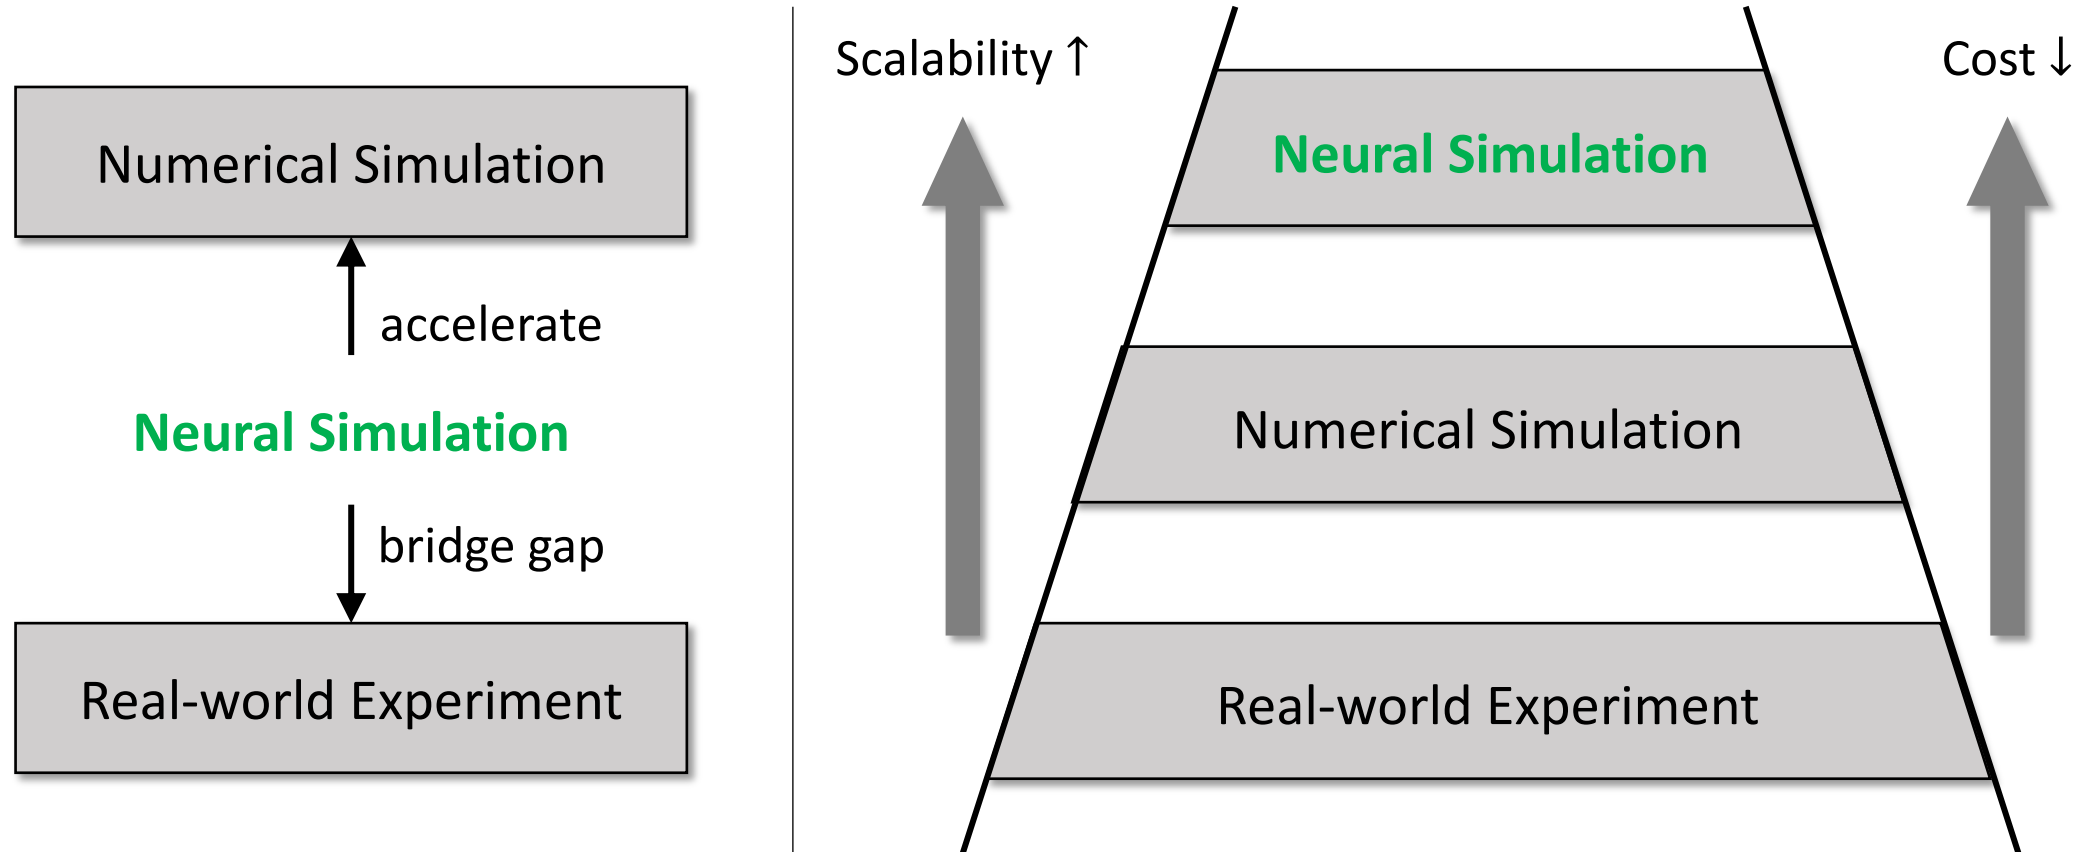 Numerical Simulation
accelerate
Neural Simulation
bridge gap
Real-world Experiment
Scalability ↑
Cost ↓
Neural Simulation
Numerical Simulation
Real-world Experiment